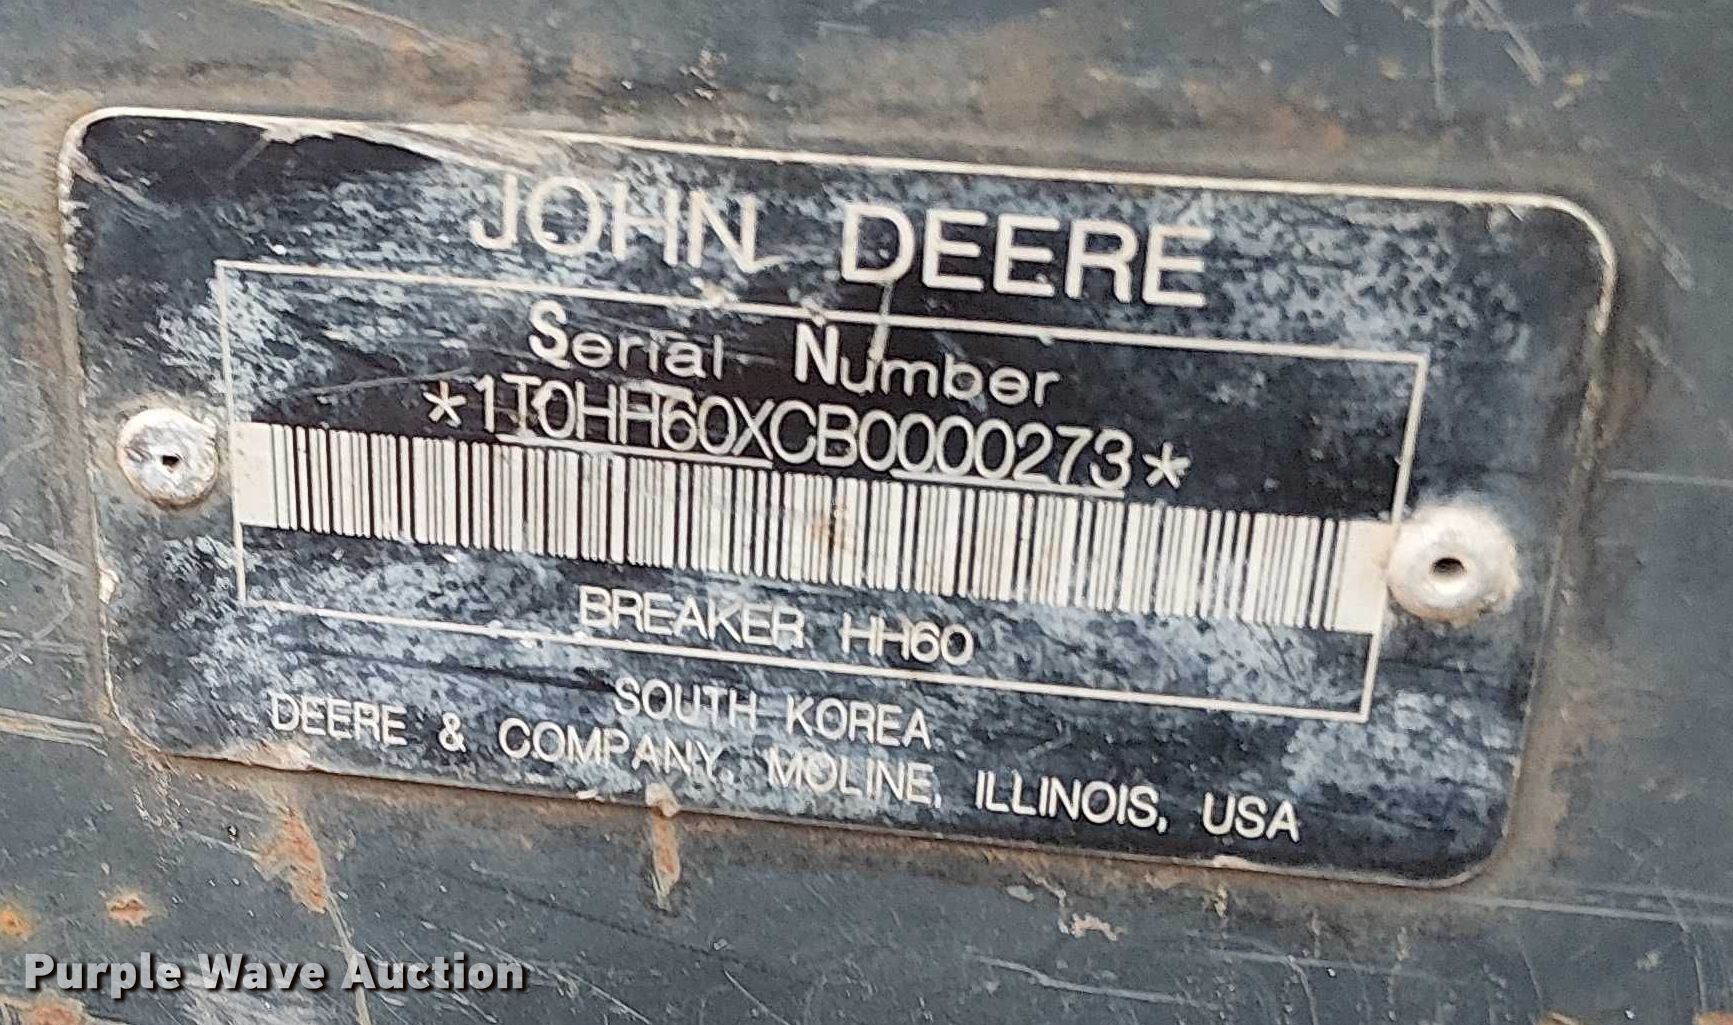 JOHN DEERE
Serial Number
*1T0HH60XCB0000273*
BREAKER HH60
SOUTH KOREA
DEERE & COMPANY, MOLINE, ILLINOIS, USA
Purple Wave Auction